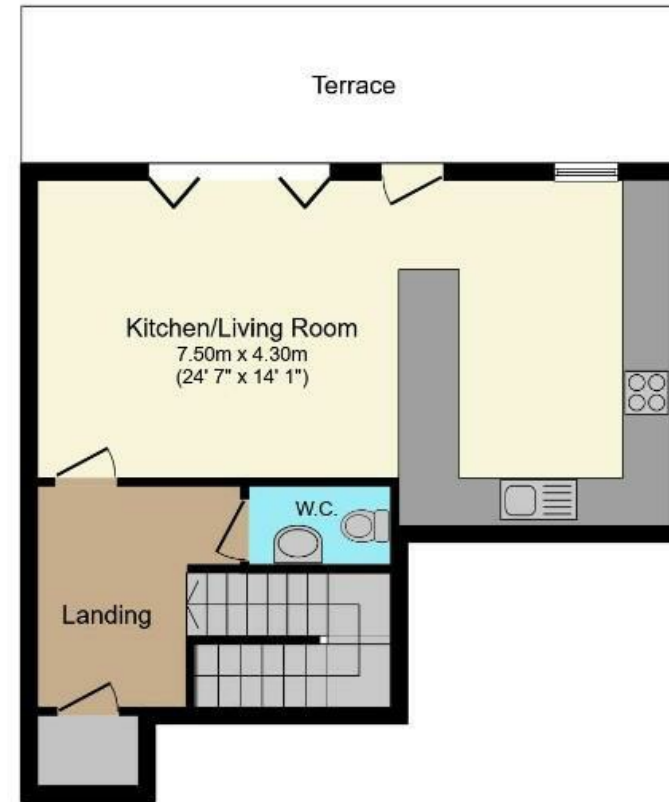 Terrace
Kitchen/Living Room
7.50m x 4.30m
(24' 7" x 14' 1")
W.C.
Landing